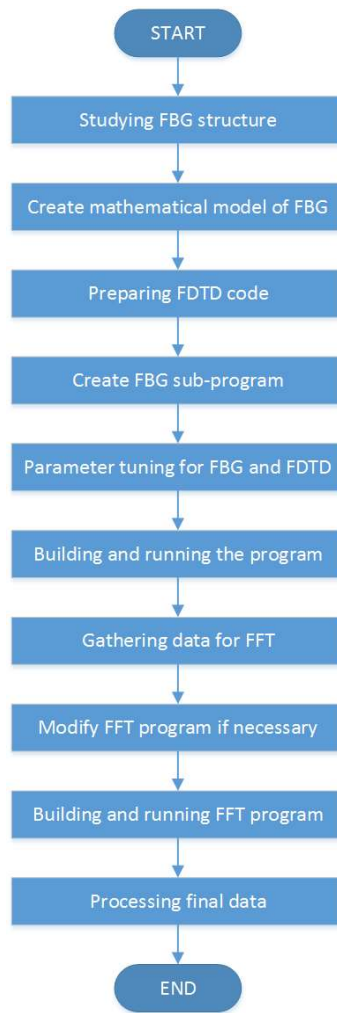 START
Studying FBG structure
Create mathematical model of FBG
Preparing FDTD code
Create FBG sub-program
Parameter tuning for FBG and FDTD
Building and running the program
Gathering data for FFT
Modify FFT program if necessary
Building and running FFT program
Processing final data
END